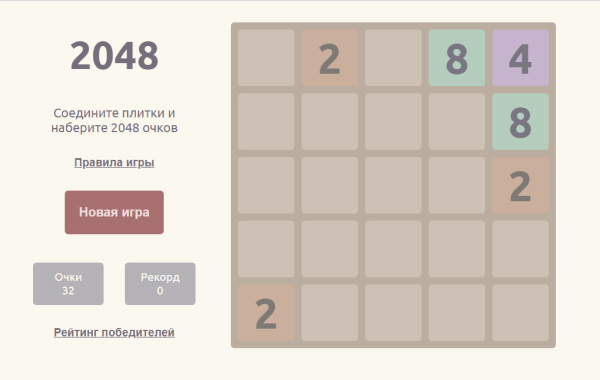 2048
Соедините плитки и
наберите 2048 очков
Правила игры
Новая игра
Очки
32
Рекорд
0
Рейтинг победителей
2 8 4
8
2
2